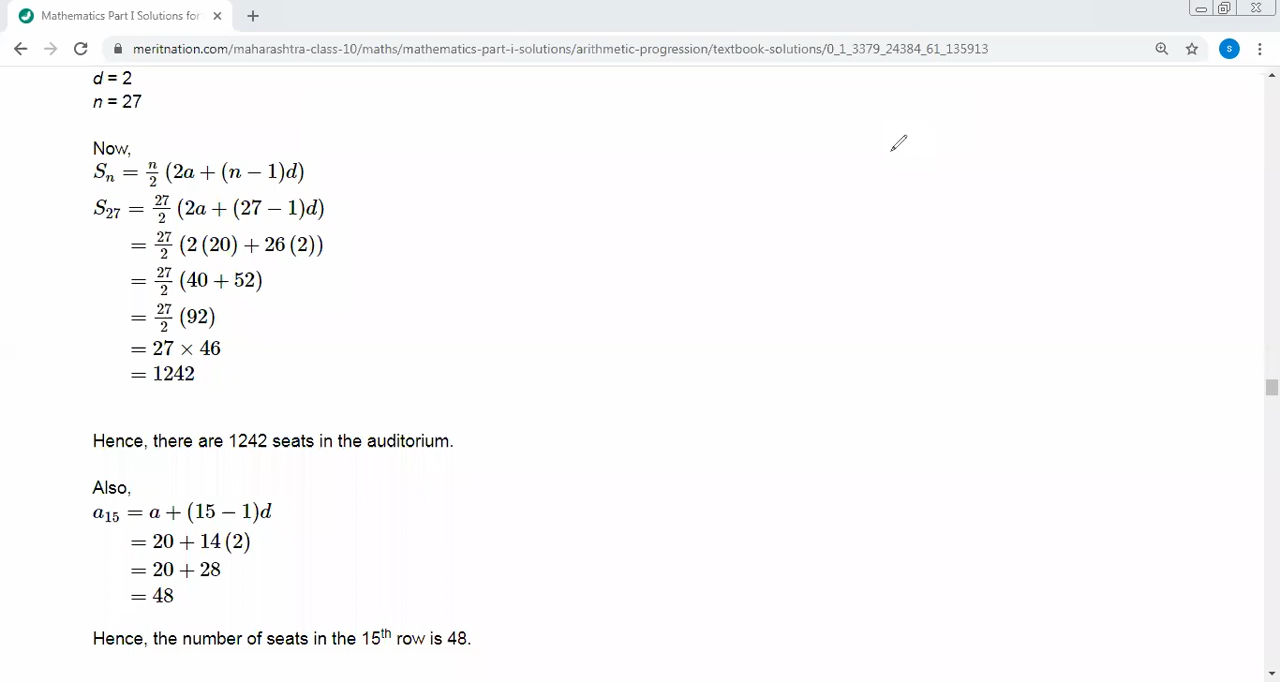 Mathematics Part I Solutions for
meritnation.com/maharashtra-class-10/maths/mathematics-part-i-solutions/arithmetic-progression/textbook-solutions/0_1_3379_24384_61_135913
s
d = 2
n = 27
Now,
Sₙ = n/2 (2a + (n − 1)d)
S₂₇ = 27/2 (2a + (27 − 1)d)
= 27/2 (2 (20) + 26 (2))
= 27/2 (40 + 52)
= 27/2 (92)
= 27 × 46
= 1242
Hence, there are 1242 seats in the auditorium.
Also,
a₁₅ = a + (15 − 1)d
= 20 + 14 (2)
= 20 + 28
= 48
Hence, the number of seats in the 15th row is 48.